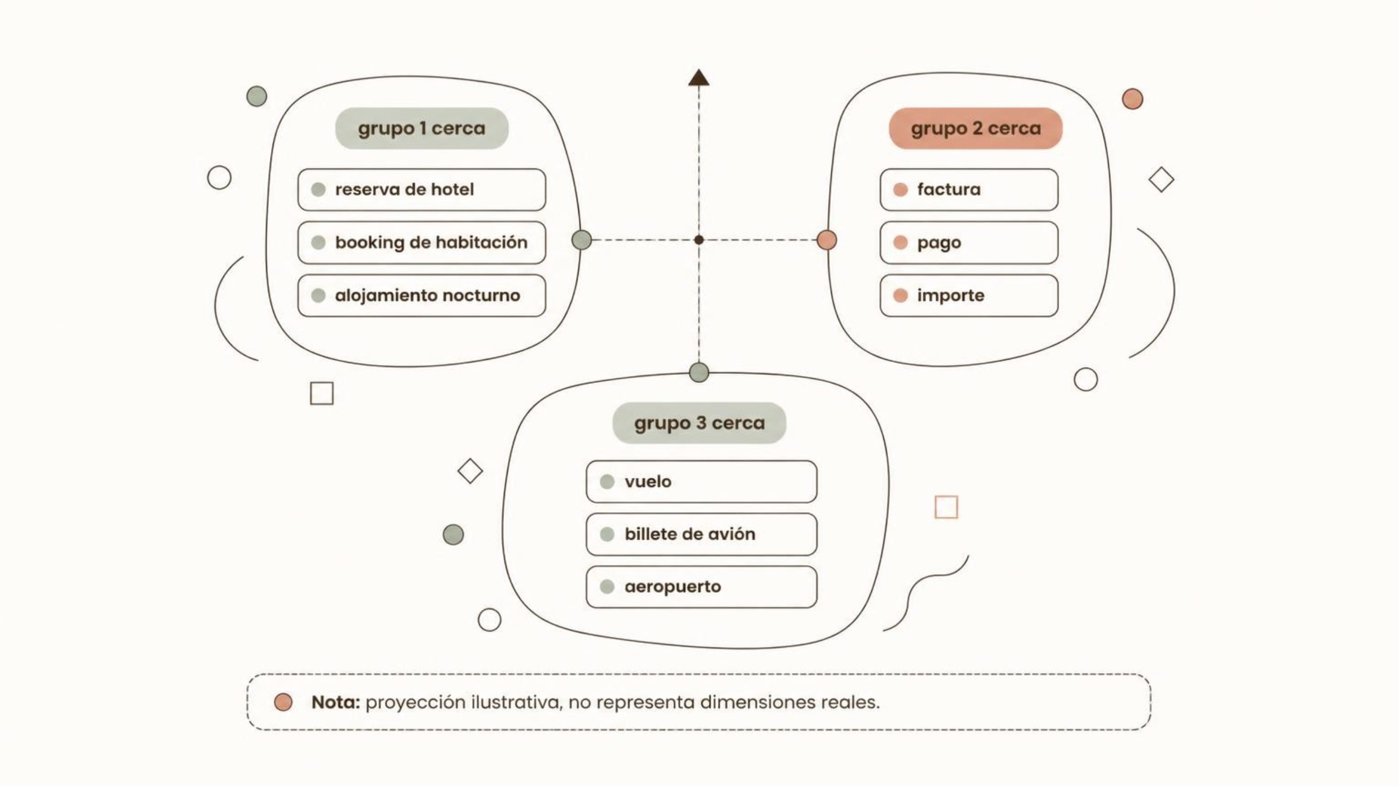 grupo 1 cerca
reserva de hotel
booking de habitación
alojamiento nocturno
grupo 2 cerca
factura
pago
importe
grupo 3 cerca
vuelo
billete de avión
aeropuerto
Nota: proyección ilustrativa, no representa dimensiones reales.